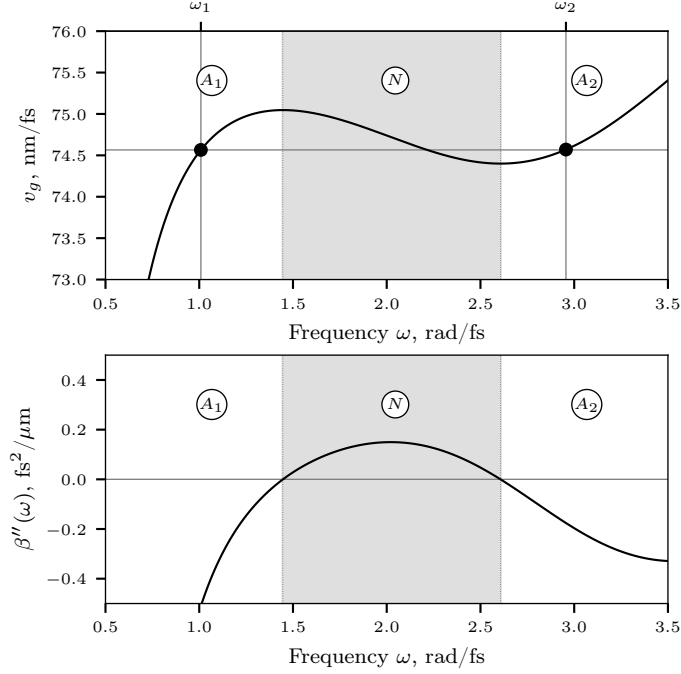 ω₁ ω₂
76.0
75.5
75.0
74.5
74.0
73.5
73.0
v_g, nm/fs
A₁ N A₂
0.5 1.0 1.5 2.0 2.5 3.0 3.5
Frequency ω, rad/fs
0.4
0.2
0.0
−0.2
−0.4
β″(ω), fs²/μm
A₁ N A₂
0.5 1.0 1.5 2.0 2.5 3.0 3.5
Frequency ω, rad/fs